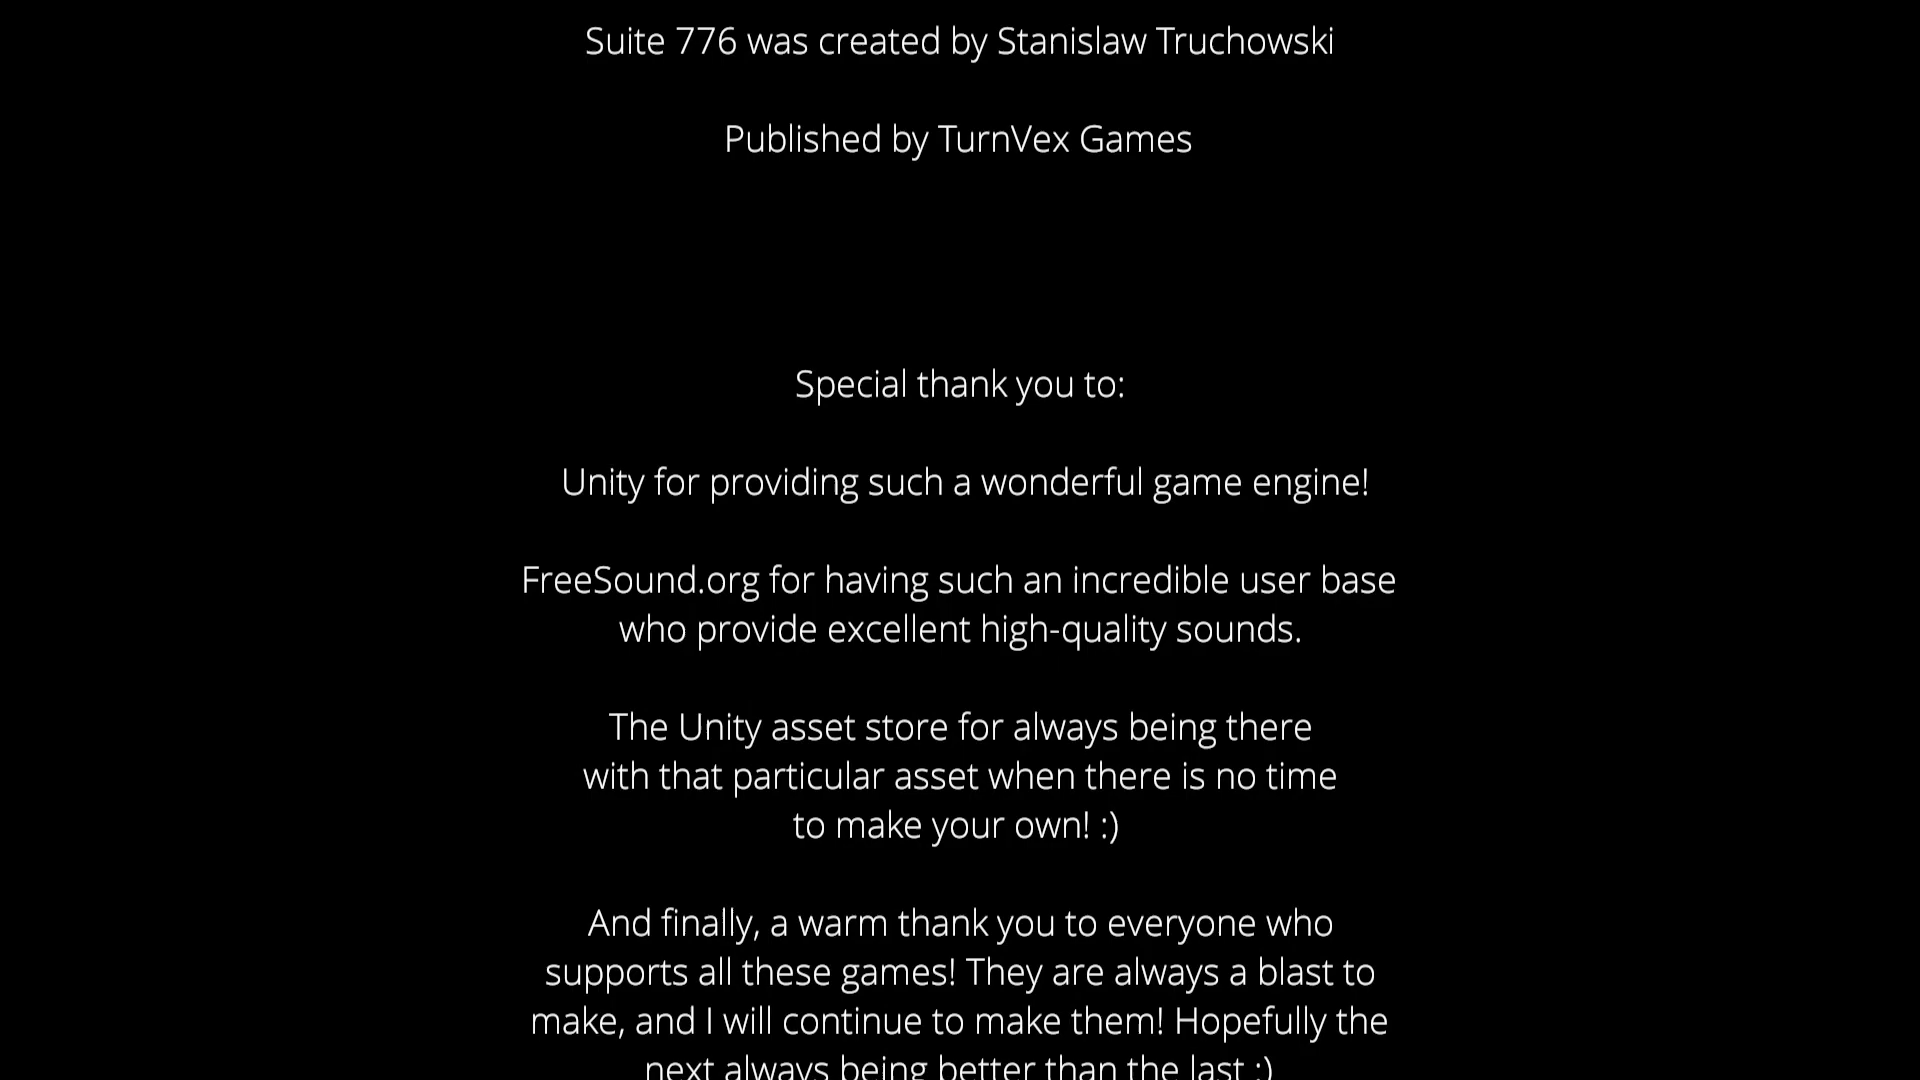 Suite 776 was created by Stanislaw Truchowski
Published by TurnVex Games
Special thank you to:
Unity for providing such a wonderful game engine!
FreeSound.org for having such an incredible user base
who provide excellent high-quality sounds.
The Unity asset store for always being there
with that particular asset when there is no time
to make your own! :)
And finally, a warm thank you to everyone who
supports all these games! They are always a blast to
make, and I will continue to make them! Hopefully the
next always being better than the last :)